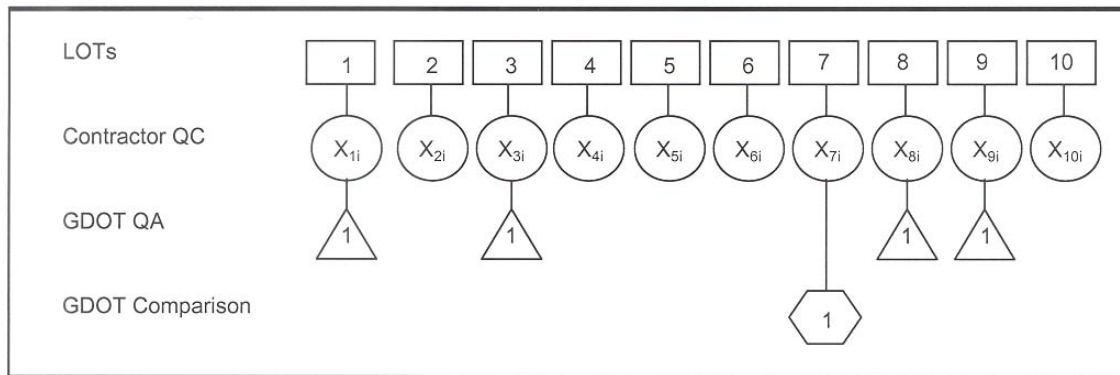 LOTs 1 2 3 4 5 6 7 8 9 10
Contractor QC X1i X2i X3i X4i X5i X6i X7i X8i X9i X10i
GDOT QA 1 1 1 1
GDOT Comparison 1